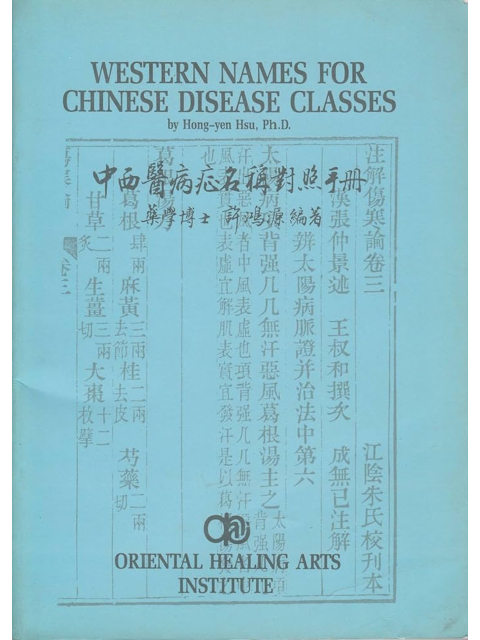 WESTERN NAMES FOR
CHINESE DISEASE CLASSES
by Hong-yen Hsu, Ph.D.
中西醫病症名稱對照手冊
藥學博士 許鴻源 編著
注解傷寒論卷三
漢張仲景述 王叔和撰次 成無已注解
江陰朱氏校刊本
辨太陽病脈證并治法中第六
太陽病項背强几几無汗惡風葛根湯主之
葛根 肆兩 麻黃 三兩去節 桂 二兩去皮 芍藥 二兩切
甘草 二兩炙 生薑 三兩切 大棗 十二枚擘
ORIENTAL HEALING ARTS
INSTITUTE